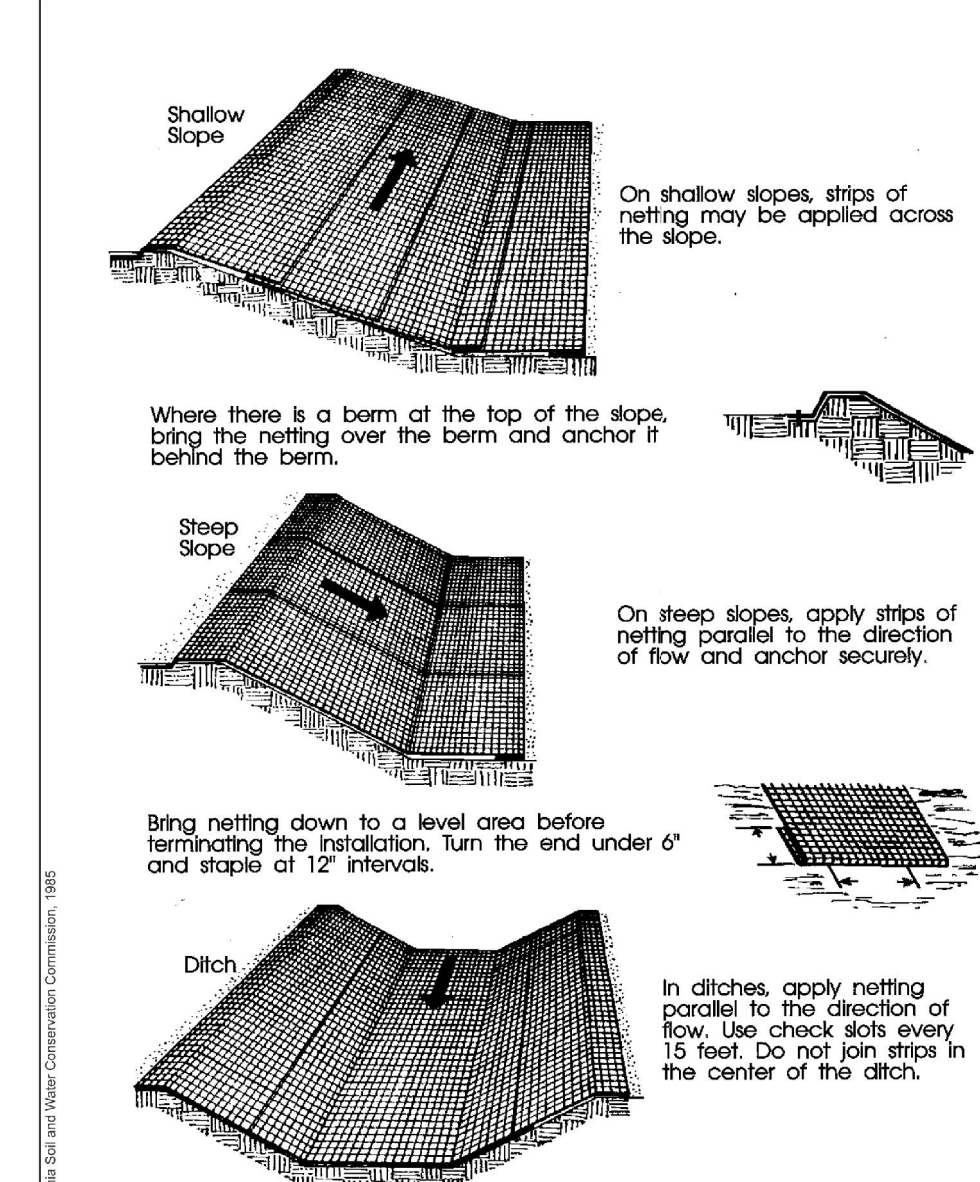 Shallow
Slope
On shallow slopes, strips of
netting may be applied across
the slope.
Where there is a berm at the top of the slope,
bring the netting over the berm and anchor it
behind the berm.
Steep
Slope
On steep slopes, apply strips of
netting parallel to the direction
of flow and anchor securely.
Bring netting down to a level area before
terminating the installation. Turn the end under 6"
and staple at 12" intervals.
Ditch
In ditches, apply netting
parallel to the direction of
flow. Use check slots every
15 feet. Do not join strips in
the center of the ditch.
Soil and Water Conservation Commission, 1985